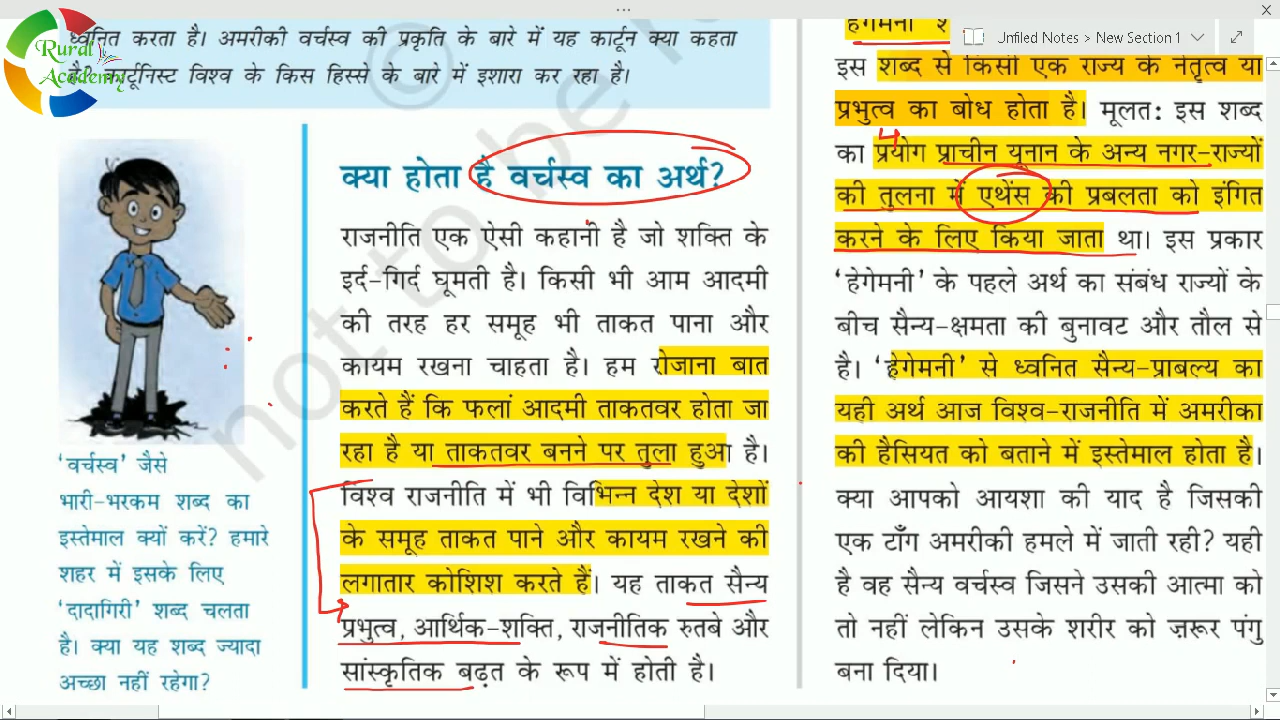 Rural
Academy
ध्वनित करता है। अमरीकी वर्चस्व की प्रकृति के बारे में यह कार्टून क्या कहता
कार्टूनिस्ट विश्व के किस हिस्से के बारे में इशारा कर रहा है।
क्या होता है वर्चस्व का अर्थ?
राजनीति एक ऐसी कहानी है जो शक्ति के
इर्द-गिर्द घूमती है। किसी भी आम आदमी
की तरह हर समूह भी ताकत पाना और
कायम रखना चाहता है। हम रोजाना बात
करते हैं कि फलां आदमी ताकतवर होता जा
रहा है या ताकतवर बनने पर तुला हुआ है।
विश्व राजनीति में भी विभिन्न देश या देशों
के समूह ताकत पाने और कायम रखने की
लगातार कोशिश करते हैं। यह ताकत सैन्य
प्रभुत्व, आर्थिक-शक्ति, राजनीतिक रुतबे और
सांस्कृतिक बढ़त के रूप में होती है।
'वर्चस्व' जैसे
भारी-भरकम शब्द का
इस्तेमाल क्यों करें? हमारे
शहर में इसके लिए
'दादागिरी' शब्द चलता
है। क्या यह शब्द ज्यादा
अच्छा नहीं रहेगा?
Unfiled Notes > New Section 1
हेगेमनी
इस शब्द से किसी एक राज्य के नेतृत्व या
प्रभुत्व का बोध होता है। मूलत: इस शब्द
का प्रयोग प्राचीन यूनान के अन्य नगर-राज्यों
की तुलना में एथेंस की प्रबलता को इंगित
करने के लिए किया जाता था। इस प्रकार
'हेगेमनी' के पहले अर्थ का संबंध राज्यों के
बीच सैन्य-क्षमता की बुनावट और तौल से
है। 'हेगेमनी' से ध्वनित सैन्य-प्राबल्य का
यही अर्थ आज विश्व-राजनीति में अमरीका
की हैसियत को बताने में इस्तेमाल होता है।
क्या आपको आयशा की याद है जिसकी
एक टाँग अमरीकी हमले में जाती रही? यही
है वह सैन्य वर्चस्व जिसने उसकी आत्मा को
तो नहीं लेकिन उसके शरीर को ज़रूर पंगु
बना दिया।
not to be